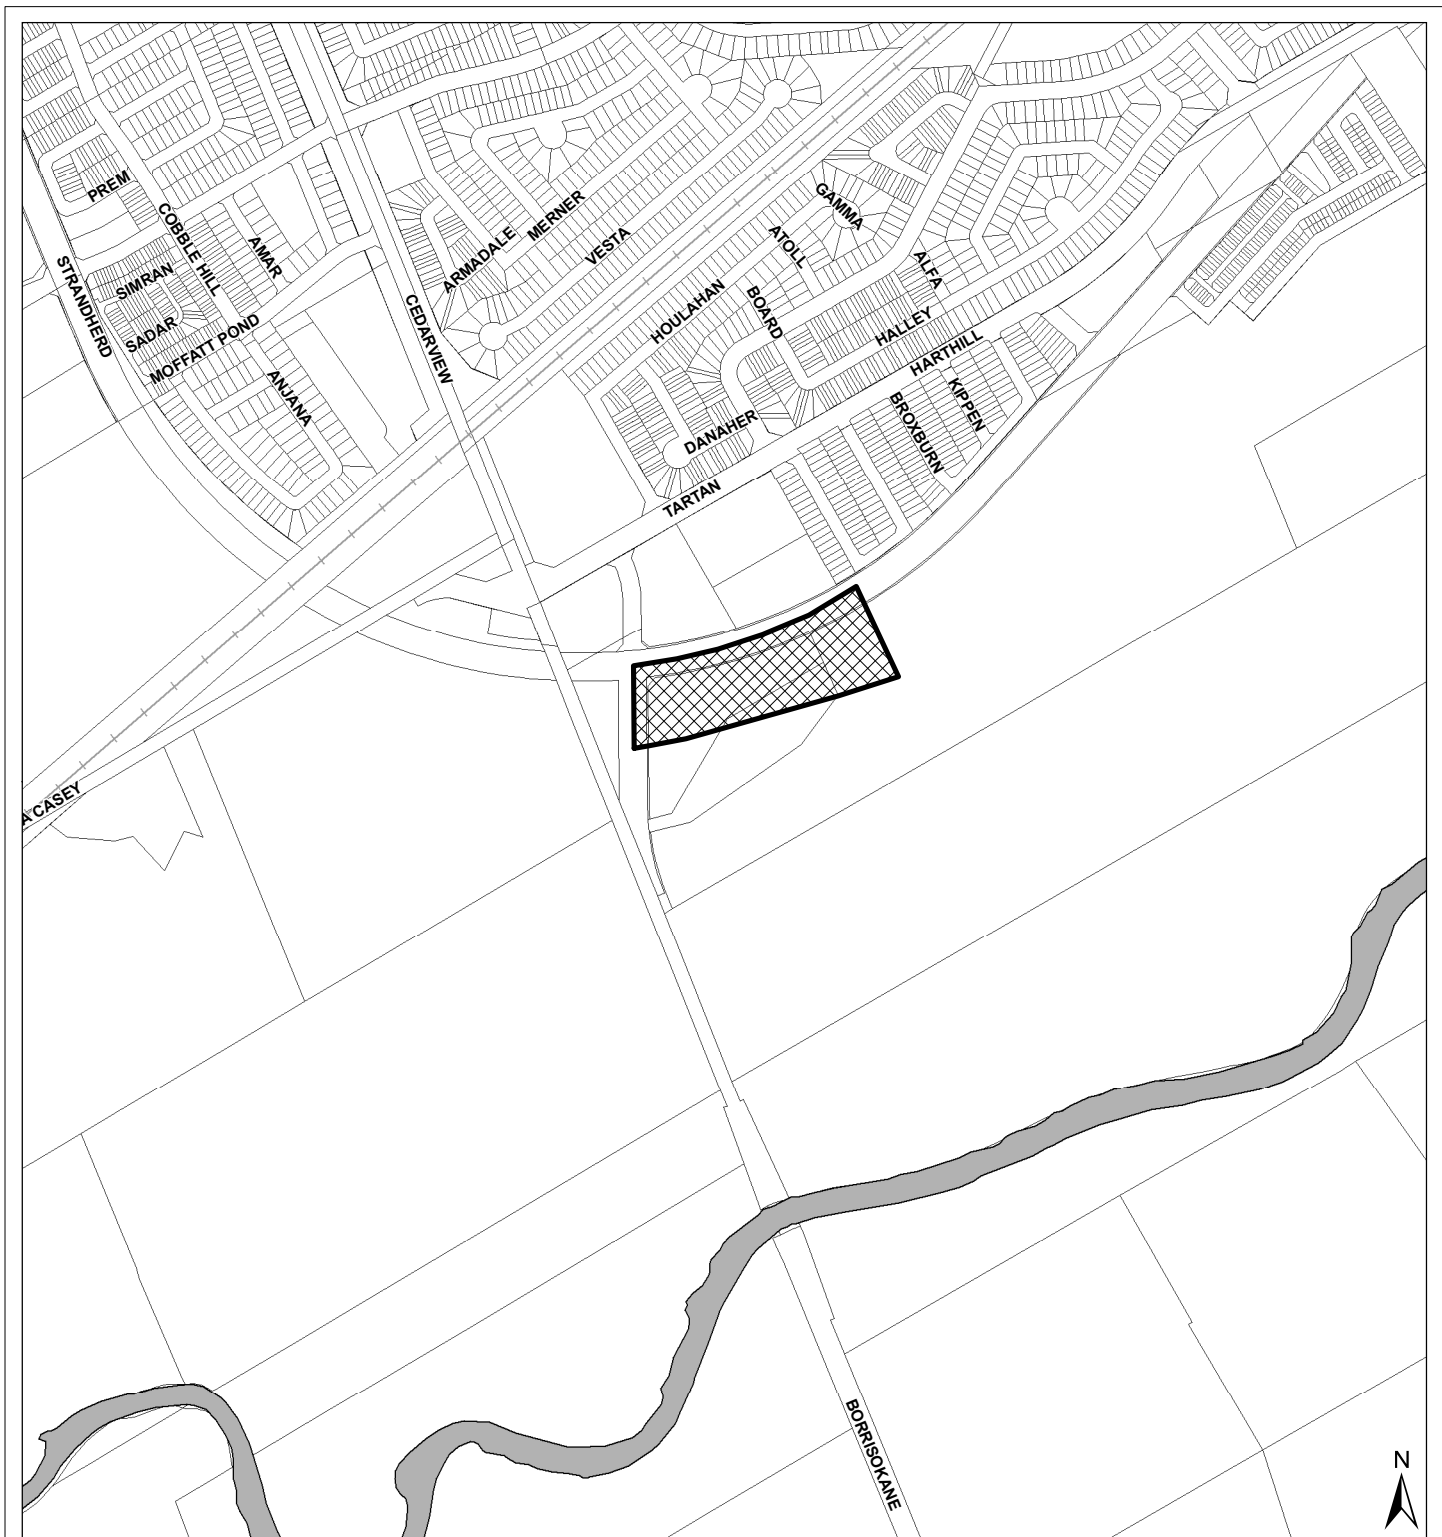 PREM
COBBLE HILL
AMAR
SIMRAN
SADAR
MOFFATT POND
ANJANA
STRANDHERD
CEDARVIEW
ARMADALE
MERNER
VESTA
GAMMA
ATOLL
ALFA
HOULAHAN
BOARD
HALLEY
HARTHILL
KIPPEN
BROXBURN
DANAHER
TARTAN
A CASEY
BORRISOKANE
N